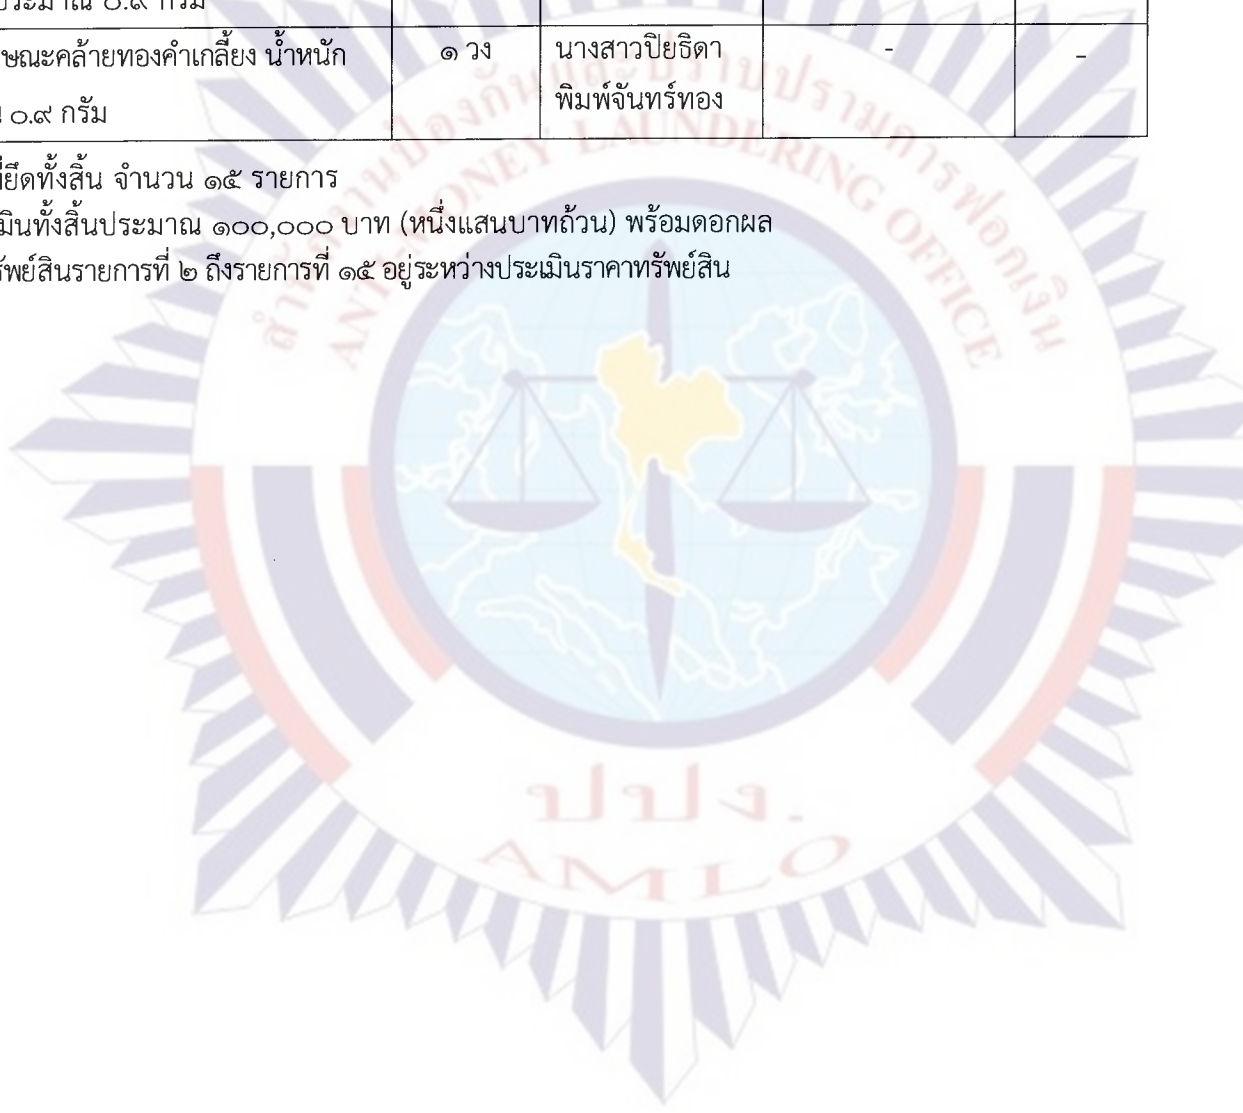 ประมาณ ๐.๙ กรัม
ษณะคล้ายทองคำเกลี้ยง น้ำหนัก ๑ วง นางสาวปิยธิดา - -
๐.๙ กรัม พิมพ์จันทร์ทอง
ยึดทั้งสิ้น จำนวน ๑๕ รายการ
มินทั้งสิ้นประมาณ ๑๐๐,๐๐๐ บาท (หนึ่งแสนบาทถ้วน) พร้อมดอกผล
รัพย์สินรายการที่ ๒ ถึงรายการที่ ๑๕ อยู่ระหว่างประเมินราคาทรัพย์สิน
สำนักงานป้องกันและปราบปรามการฟอกเงิน
ANTI-MONEY LAUNDERING OFFICE
ปปง.
AMLO